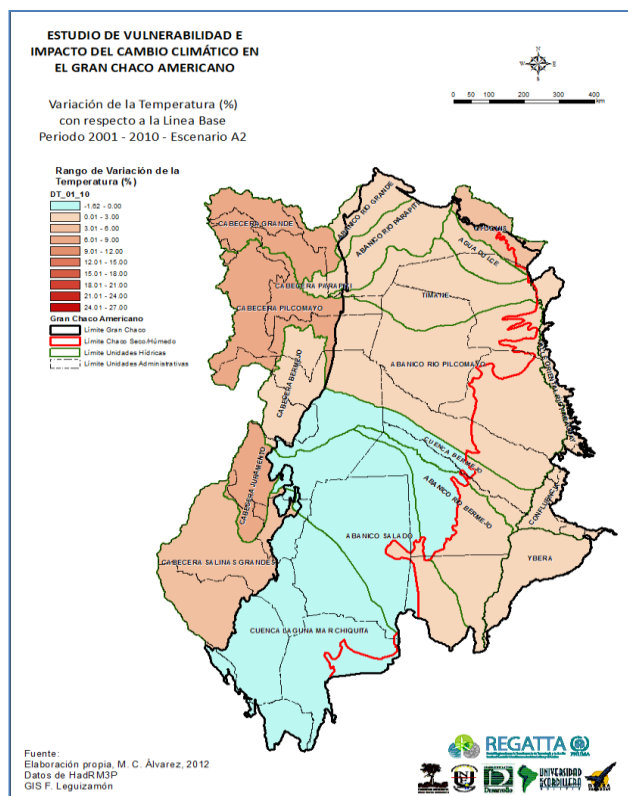 ESTUDIO DE VULNERABILIDAD E
IMPACTO DEL CAMBIO CLIMÁTICO EN
EL GRAN CHACO AMERICANO
Variación de la Temperatura (%)
con respecto a la Linea Base
Periodo 2001 - 2010 - Escenario A2
N
W E
S
0 50 100 200 300 400
km
Rango de Variación de la
Temperatura (%)
DT_01_10
-1.62 - 0.00
0.01 - 3.00
3.01 - 6.00
6.01 - 9.00
9.01 - 12.00
12.01 - 15.00
15.01 - 18.00
18.01 - 21.00
21.01 - 24.00
24.01 - 27.00
Gran Chaco Americano
Límite Gran Chaco
Límite Chaco Seco/Húmedo
Límite Unidades Hídricas
Límite Unidades Administrativas
CABECERA GRANDE
ABANICO RIO GRANDE
ABANICO RIO PARAPITI
AGUA DULCE
CABECERA PARAPITI
TIMANE
CABECERA PILCOMAYO
ABANICO RIO PILCOMAYO
CABECERA BERMEJO
CUENCA BERMEJO
ABANICO RIO BERMEJO
CONFLUENCIA
CABECERA JURAMENTO
ABANICO SALADO
YBERA
CABECERA SALINAS GRANDES
CUENCA LAGUNA MAR CHIQUITA
Fuente:
Elaboración propia, M. C. Álvarez, 2012
Datos de HadRM3P
GIS F. Leguizamón
REGATTA
PNUMA
Desarrollo
UNIVERSIDAD